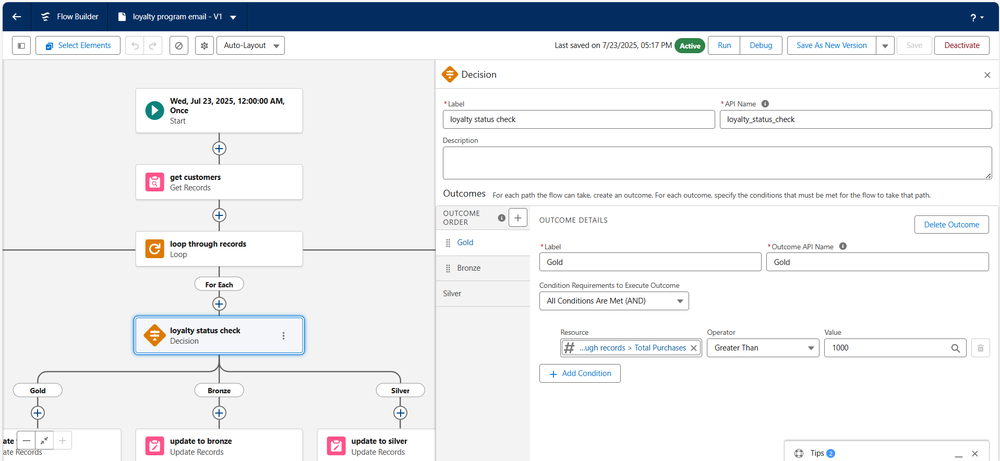 Flow Builder
loyalty program email - V1
?
Select Elements
Auto-Layout
Last saved on 7/23/2025, 05:17 PM
Active
Run
Debug
Save As New Version
Save
Deactivate
Wed, Jul 23, 2025, 12:00:00 AM,
Once
Start
get customers
Get Records
loop through records
Loop
For Each
loyalty status check
Decision
Gold
Bronze
Silver
ate
ate Records
update to bronze
Update Records
update to silver
Update Records
Decision
* Label
* API Name
loyalty status check
loyalty_status_check
Description
Outcomes
For each path the flow can take, create an outcome. For each outcome, specify the conditions that must be met for the flow to take that path.
OUTCOME
ORDER
Gold
Bronze
Silver
OUTCOME DETAILS
Delete Outcome
* Label
* Outcome API Name
Gold
Gold
Condition Requirements to Execute Outcome
All Conditions Are Met (AND)
Resource
Operator
Value
...ugh records > Total Purchases
Greater Than
1000
Add Condition
Tips 2